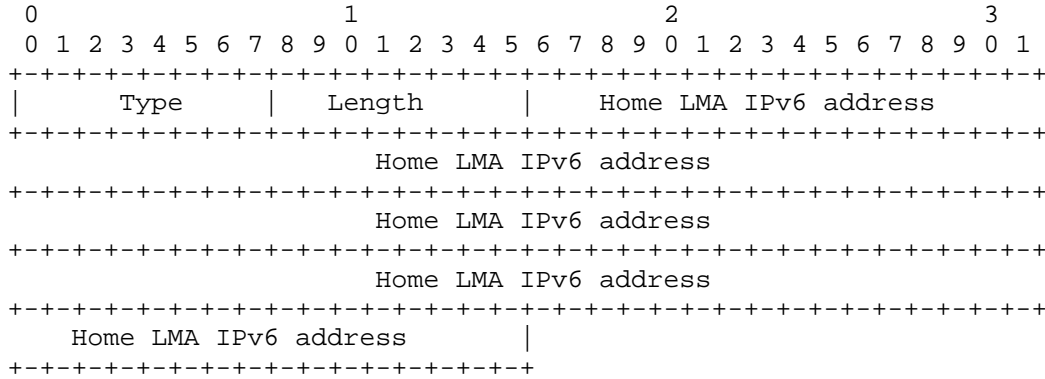 0                   1                   2                   3
 0 1 2 3 4 5 6 7 8 9 0 1 2 3 4 5 6 7 8 9 0 1 2 3 4 5 6 7 8 9 0 1
+-+-+-+-+-+-+-+-+-+-+-+-+-+-+-+-+-+-+-+-+-+-+-+-+-+-+-+-+-+-+-+-+
|      Type     |   Length      |    Home LMA IPv6 address
+-+-+-+-+-+-+-+-+-+-+-+-+-+-+-+-+-+-+-+-+-+-+-+-+-+-+-+-+-+-+-+-+
                       Home LMA IPv6 address
+-+-+-+-+-+-+-+-+-+-+-+-+-+-+-+-+-+-+-+-+-+-+-+-+-+-+-+-+-+-+-+-+
                       Home LMA IPv6 address
+-+-+-+-+-+-+-+-+-+-+-+-+-+-+-+-+-+-+-+-+-+-+-+-+-+-+-+-+-+-+-+-+
                       Home LMA IPv6 address
+-+-+-+-+-+-+-+-+-+-+-+-+-+-+-+-+-+-+-+-+-+-+-+-+-+-+-+-+-+-+-+-+
    Home LMA IPv6 address       |
+-+-+-+-+-+-+-+-+-+-+-+-+-+-+-+-+